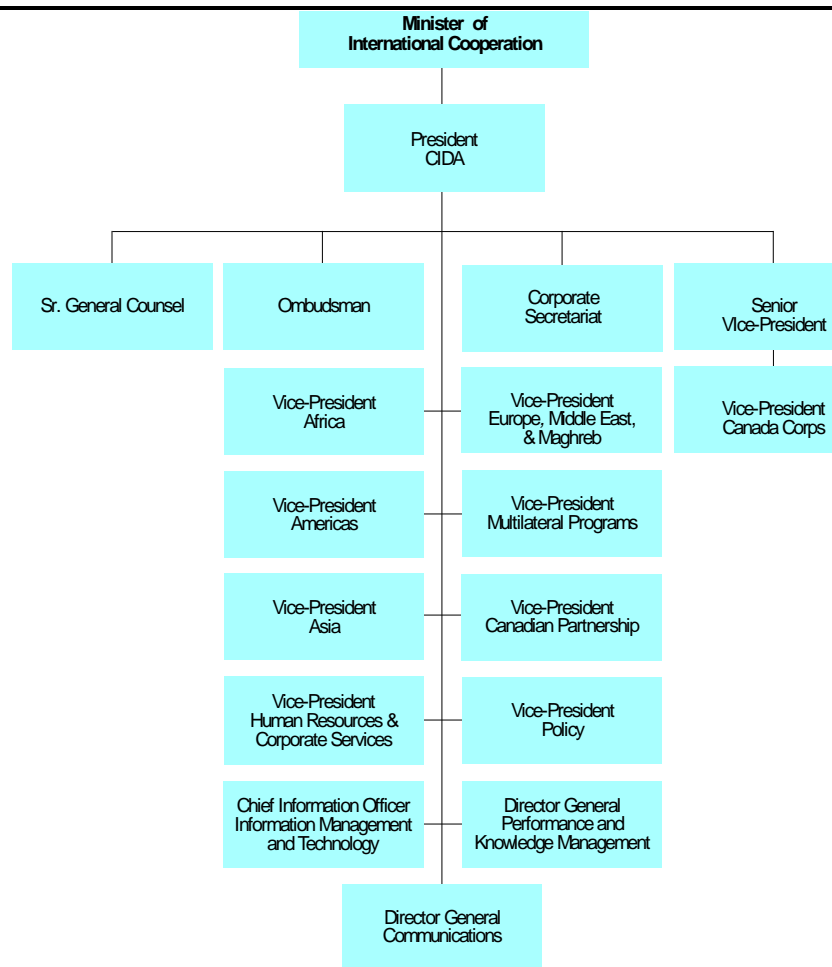 Minister of
International Cooperation
President
CIDA
Sr. General Counsel
Ombudsman
Corporate
Secretariat
Senior
VIce-President
Vice-President
Africa
Vice-President
Europe, Middle East,
& Maghreb
Vice-President
Canada Corps
Vice-President
Americas
Vice-President
Multilateral Programs
Vice-President
Asia
Vice-President
Canadian Partnership
Vice-President
Human Resources &
Corporate Services
Vice-President
Policy
Chief Information Officer
Information Management
and Technology
Director General
Performance and
Knowledge Management
Director General
Communications